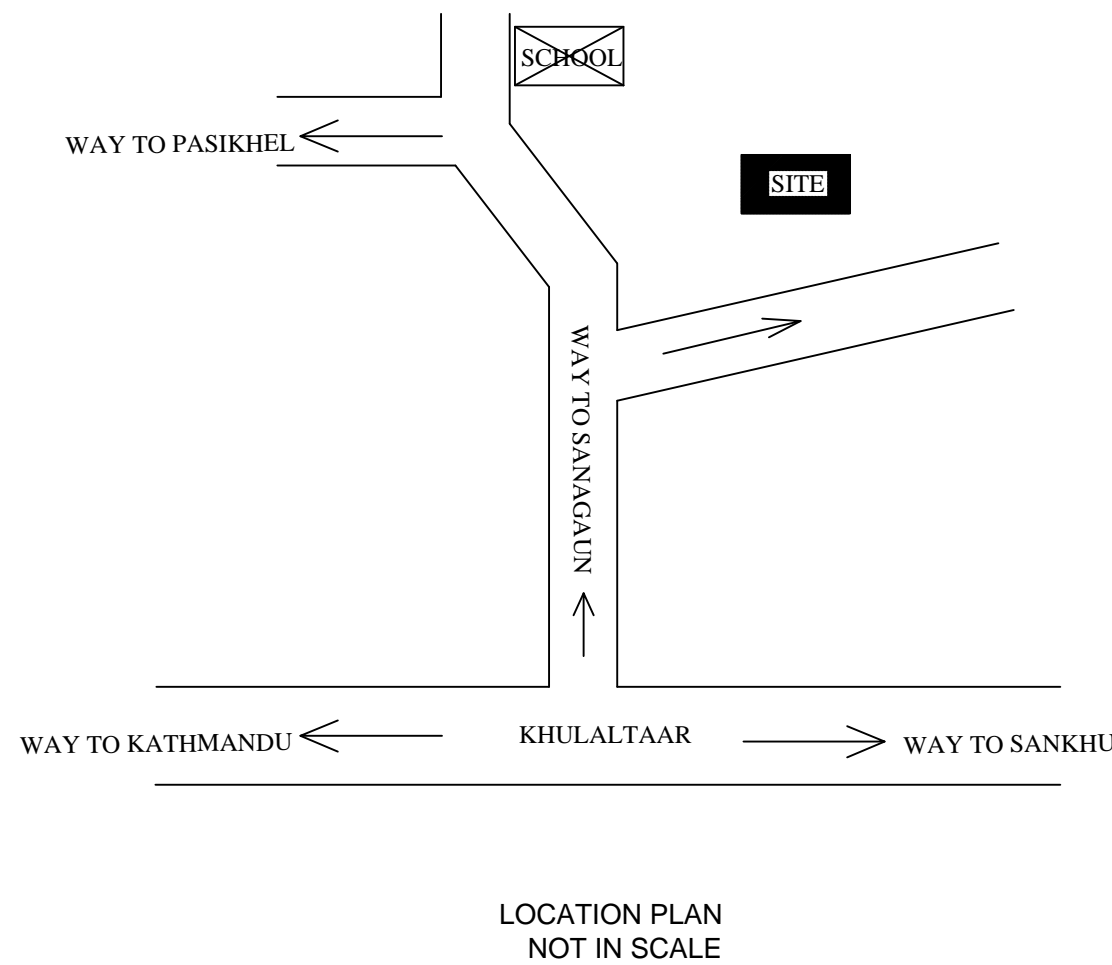 SCHOOL
WAY TO PASIKHEL
SITE
WAY TO SANAGAUN
WAY TO KATHMANDU
KHULALTAAR
WAY TO SANKHU
LOCATION PLAN
NOT IN SCALE